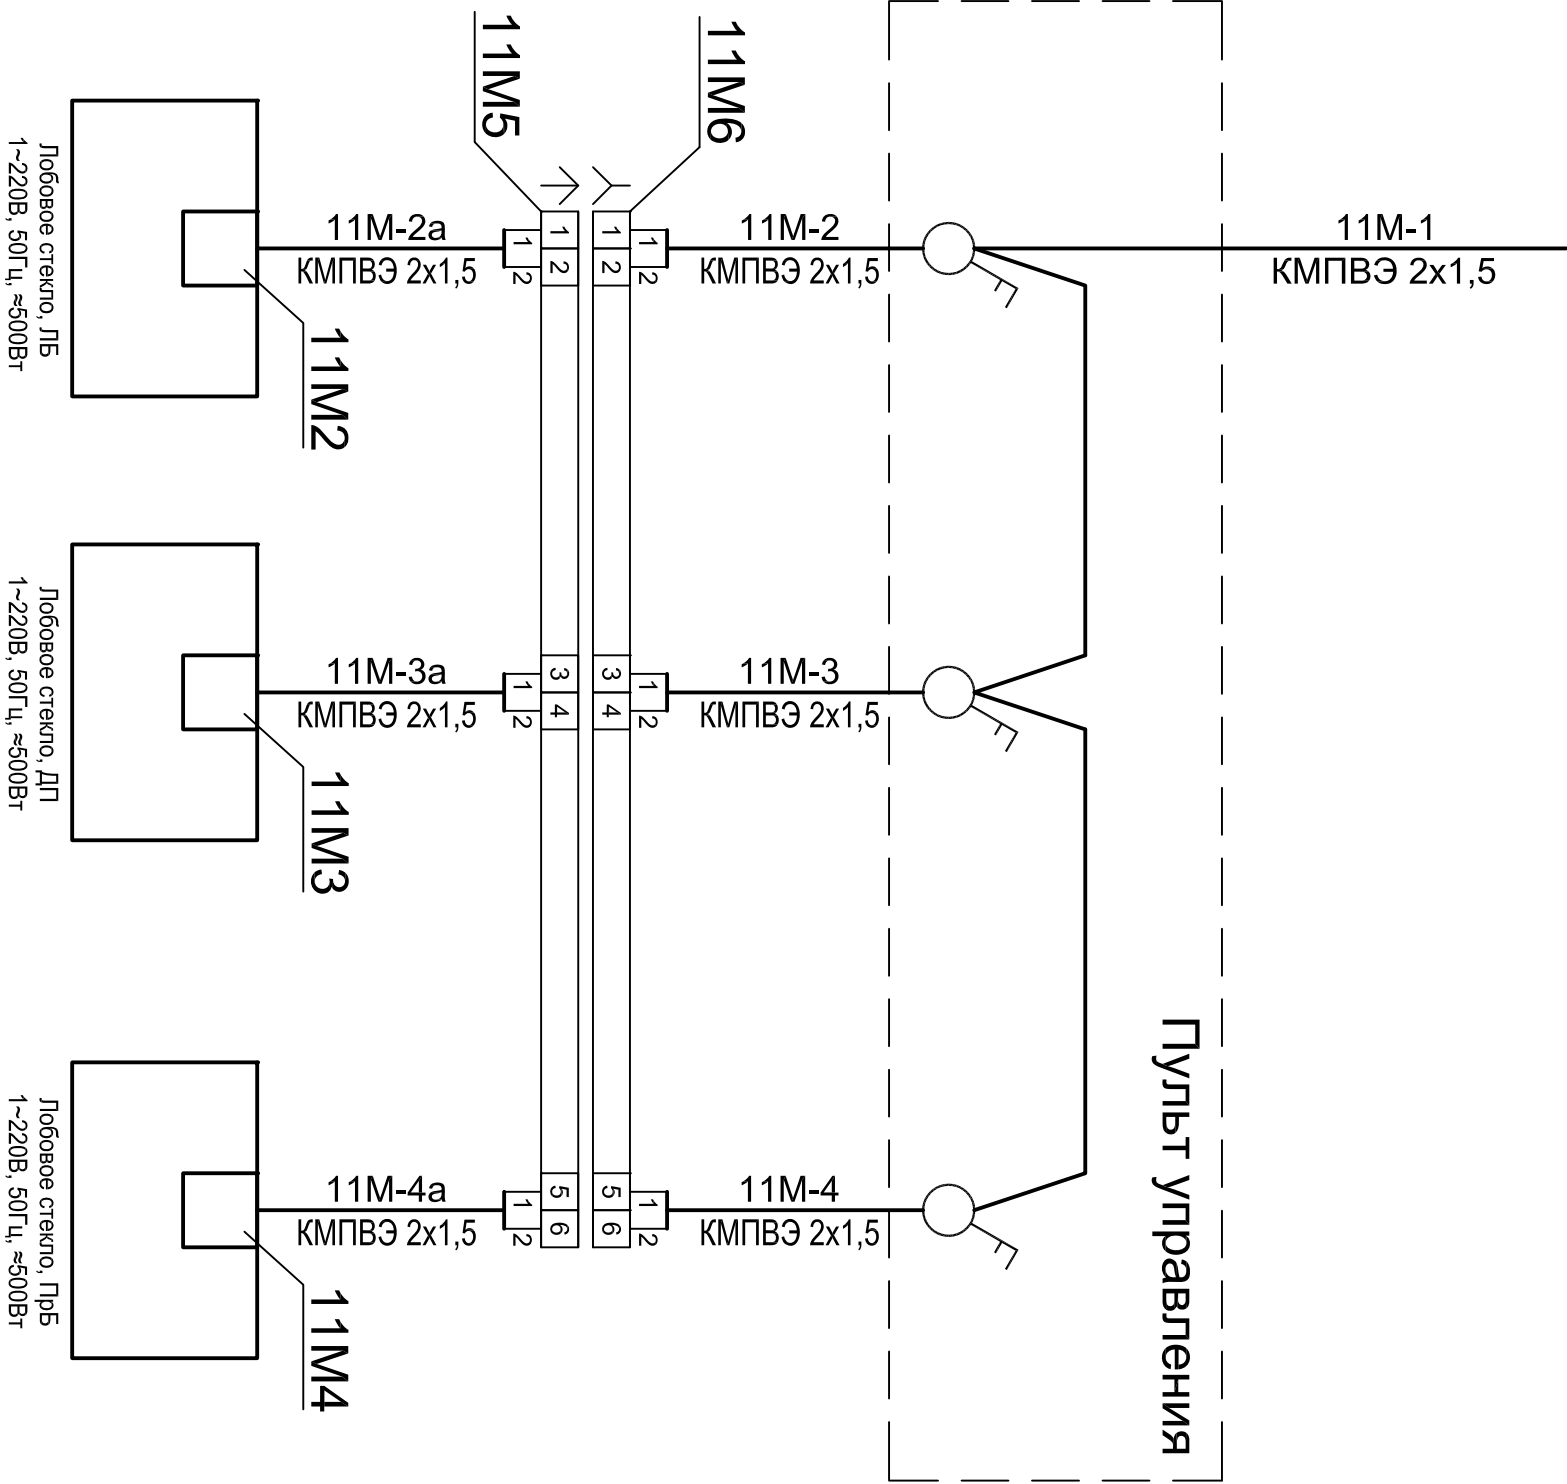 11М5
11М6
11М-2а
КМПВЭ 2х1,5
1
2
1 2
1 2
1
2
11М-2
КМПВЭ 2х1,5
11М-1
КМПВЭ 2х1,5
Лобовое стекло, ЛБ
1~220В, 50Гц, ≈500Вт
11М2
11М-3а
КМПВЭ 2х1,5
1
2
3 4
3 4
1
2
11М-3
КМПВЭ 2х1,5
Лобовое стекло, ДП
1~220В, 50Гц, ≈500Вт
11М3
Пульт управления
11М-4а
КМПВЭ 2х1,5
1
2
5 6
5 6
1
2
11М-4
КМПВЭ 2х1,5
Лобовое стекло, ПрБ
1~220В, 50Гц, ≈500Вт
11М4